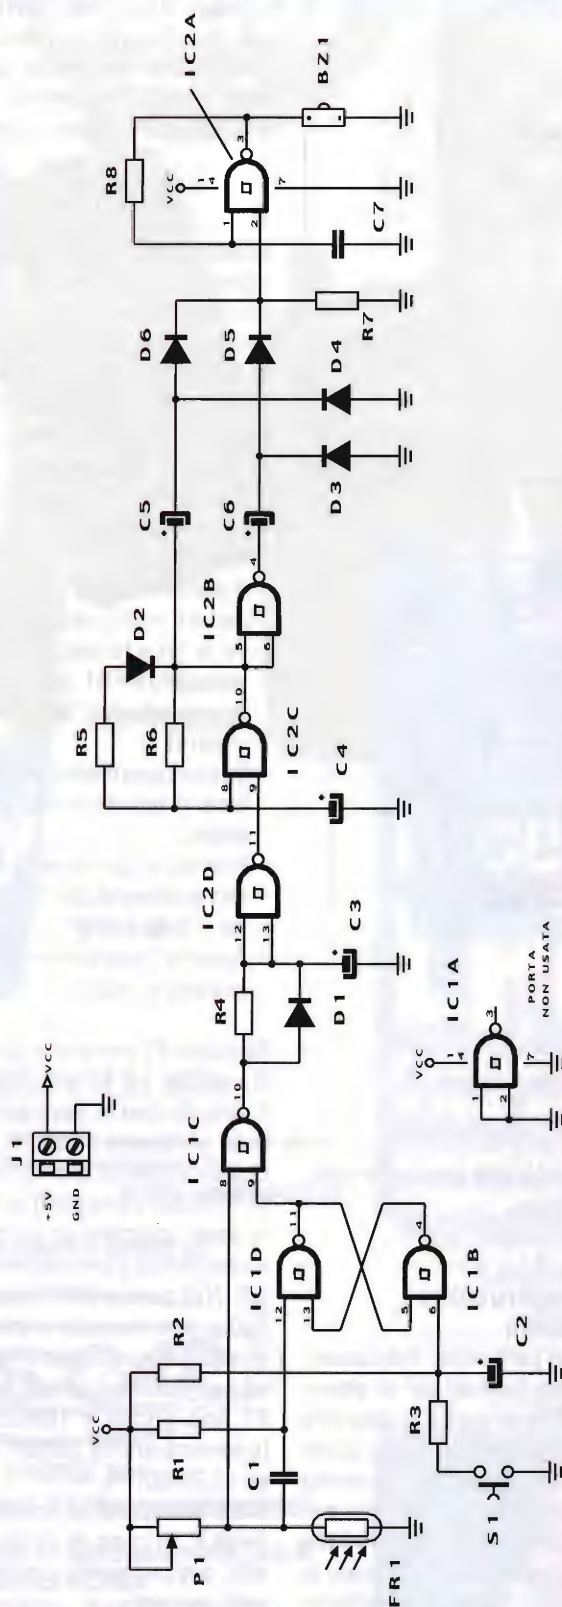 J1
+5V
GND
VCC
VCC
P1
R1
R2
C1
FR1
R3
S1
C2
12
13
11
IC1D
5
6
4
IC1B
8
9
10
IC1C
R4
D1
C3
12
13
11
IC2D
8
9
10
IC2C
C4
R5
R6
D2
5
6
4
IC2B
C5
C6
D3
D4
D5
D6
R7
1
2
3
14
7
VCC
IC2A
R8
C7
BZ1
+
-
VCC
14
1
2
3
7
IC1A
PORTA
NON USATA